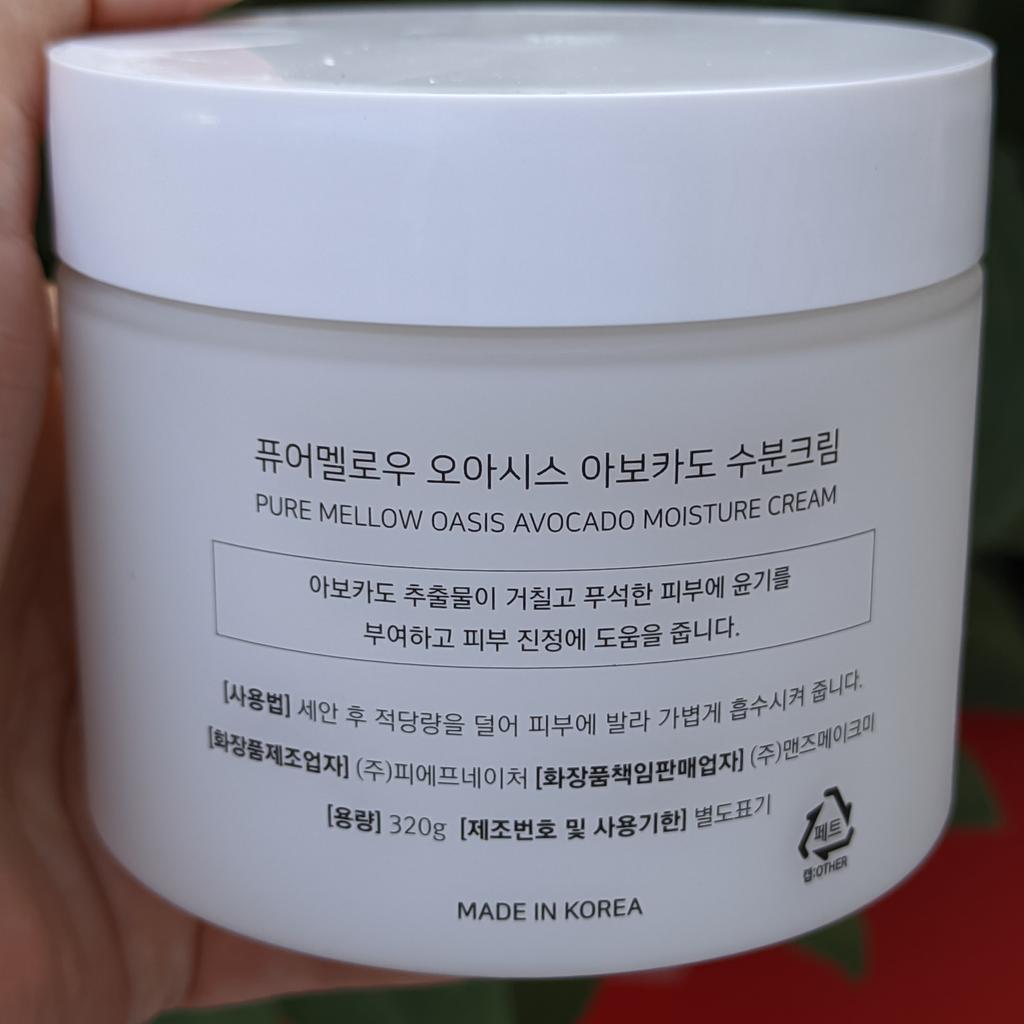 퓨어멜로우 오아시스 아보카도 수분크림
PURE MELLOW OASIS AVOCADO MOISTURE CREAM
아보카도 추출물이 거칠고 푸석한 피부에 윤기를
부여하고 피부 진정에 도움을 줍니다.
[사용법] 세안 후 적당량을 덜어 피부에 발라 가볍게 흡수시켜 줍니다.
[화장품제조업자] (주)피에프네이처 [화장품책임판매업자] (주)맨즈메이크미
[용량] 320g [제조번호 및 사용기한] 별도표기
페트
캡:OTHER
MADE IN KOREA